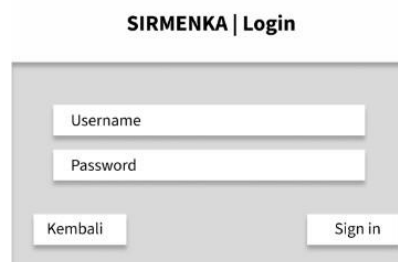 SIRMENKA | Login
Username
Password
Kembali
Sign in